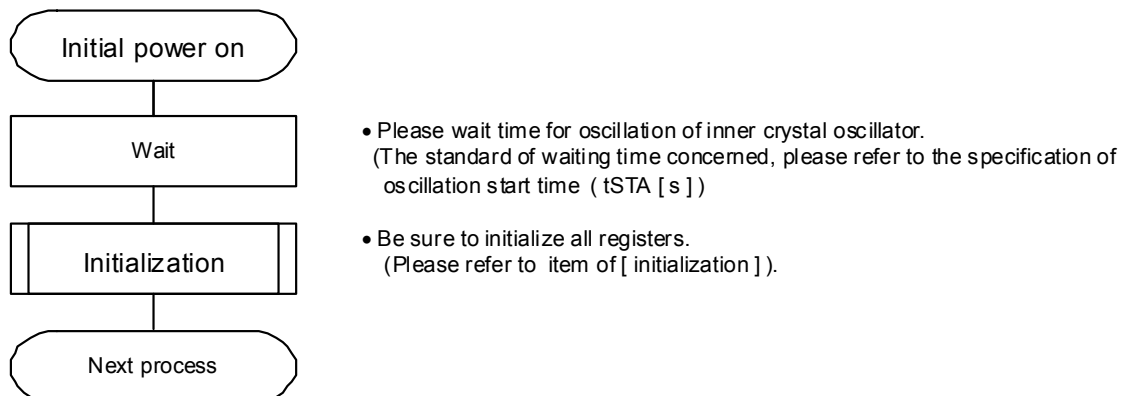 Initial power on
Wait
• Please wait time for oscillation of inner crystal oscillator.
(The standard of waiting time concerned, please refer to the specification of
oscillation start time ( tSTA [ s ] )
Initialization
• Be sure to initialize all registers.
(Please refer to item of [ initialization ] ).
Next process